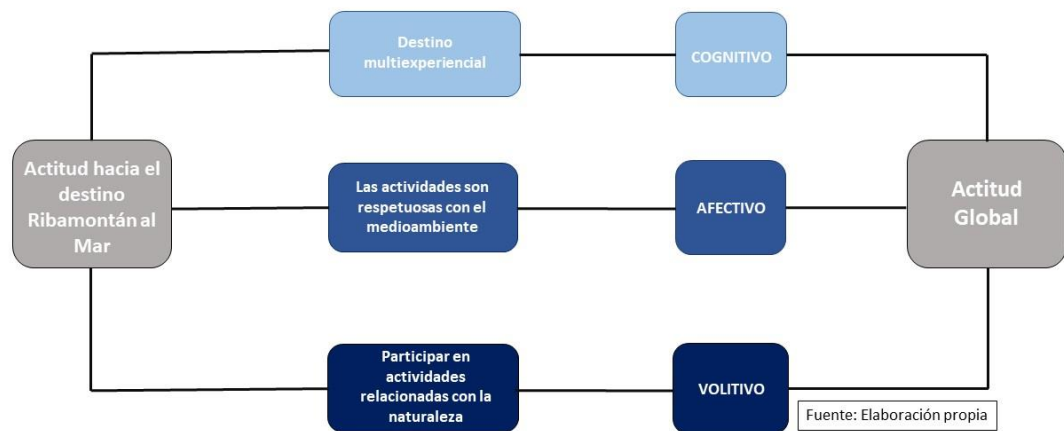 Destino
multiexperiencial
COGNITIVO
Actitud hacia el
destino
Ribamontán al
Mar
Las actividades son
respetuosas con el
medioambiente
AFECTIVO
Actitud
Global
Participar en
actividades
relacionadas con la
naturaleza
VOLITIVO
Fuente: Elaboración propia